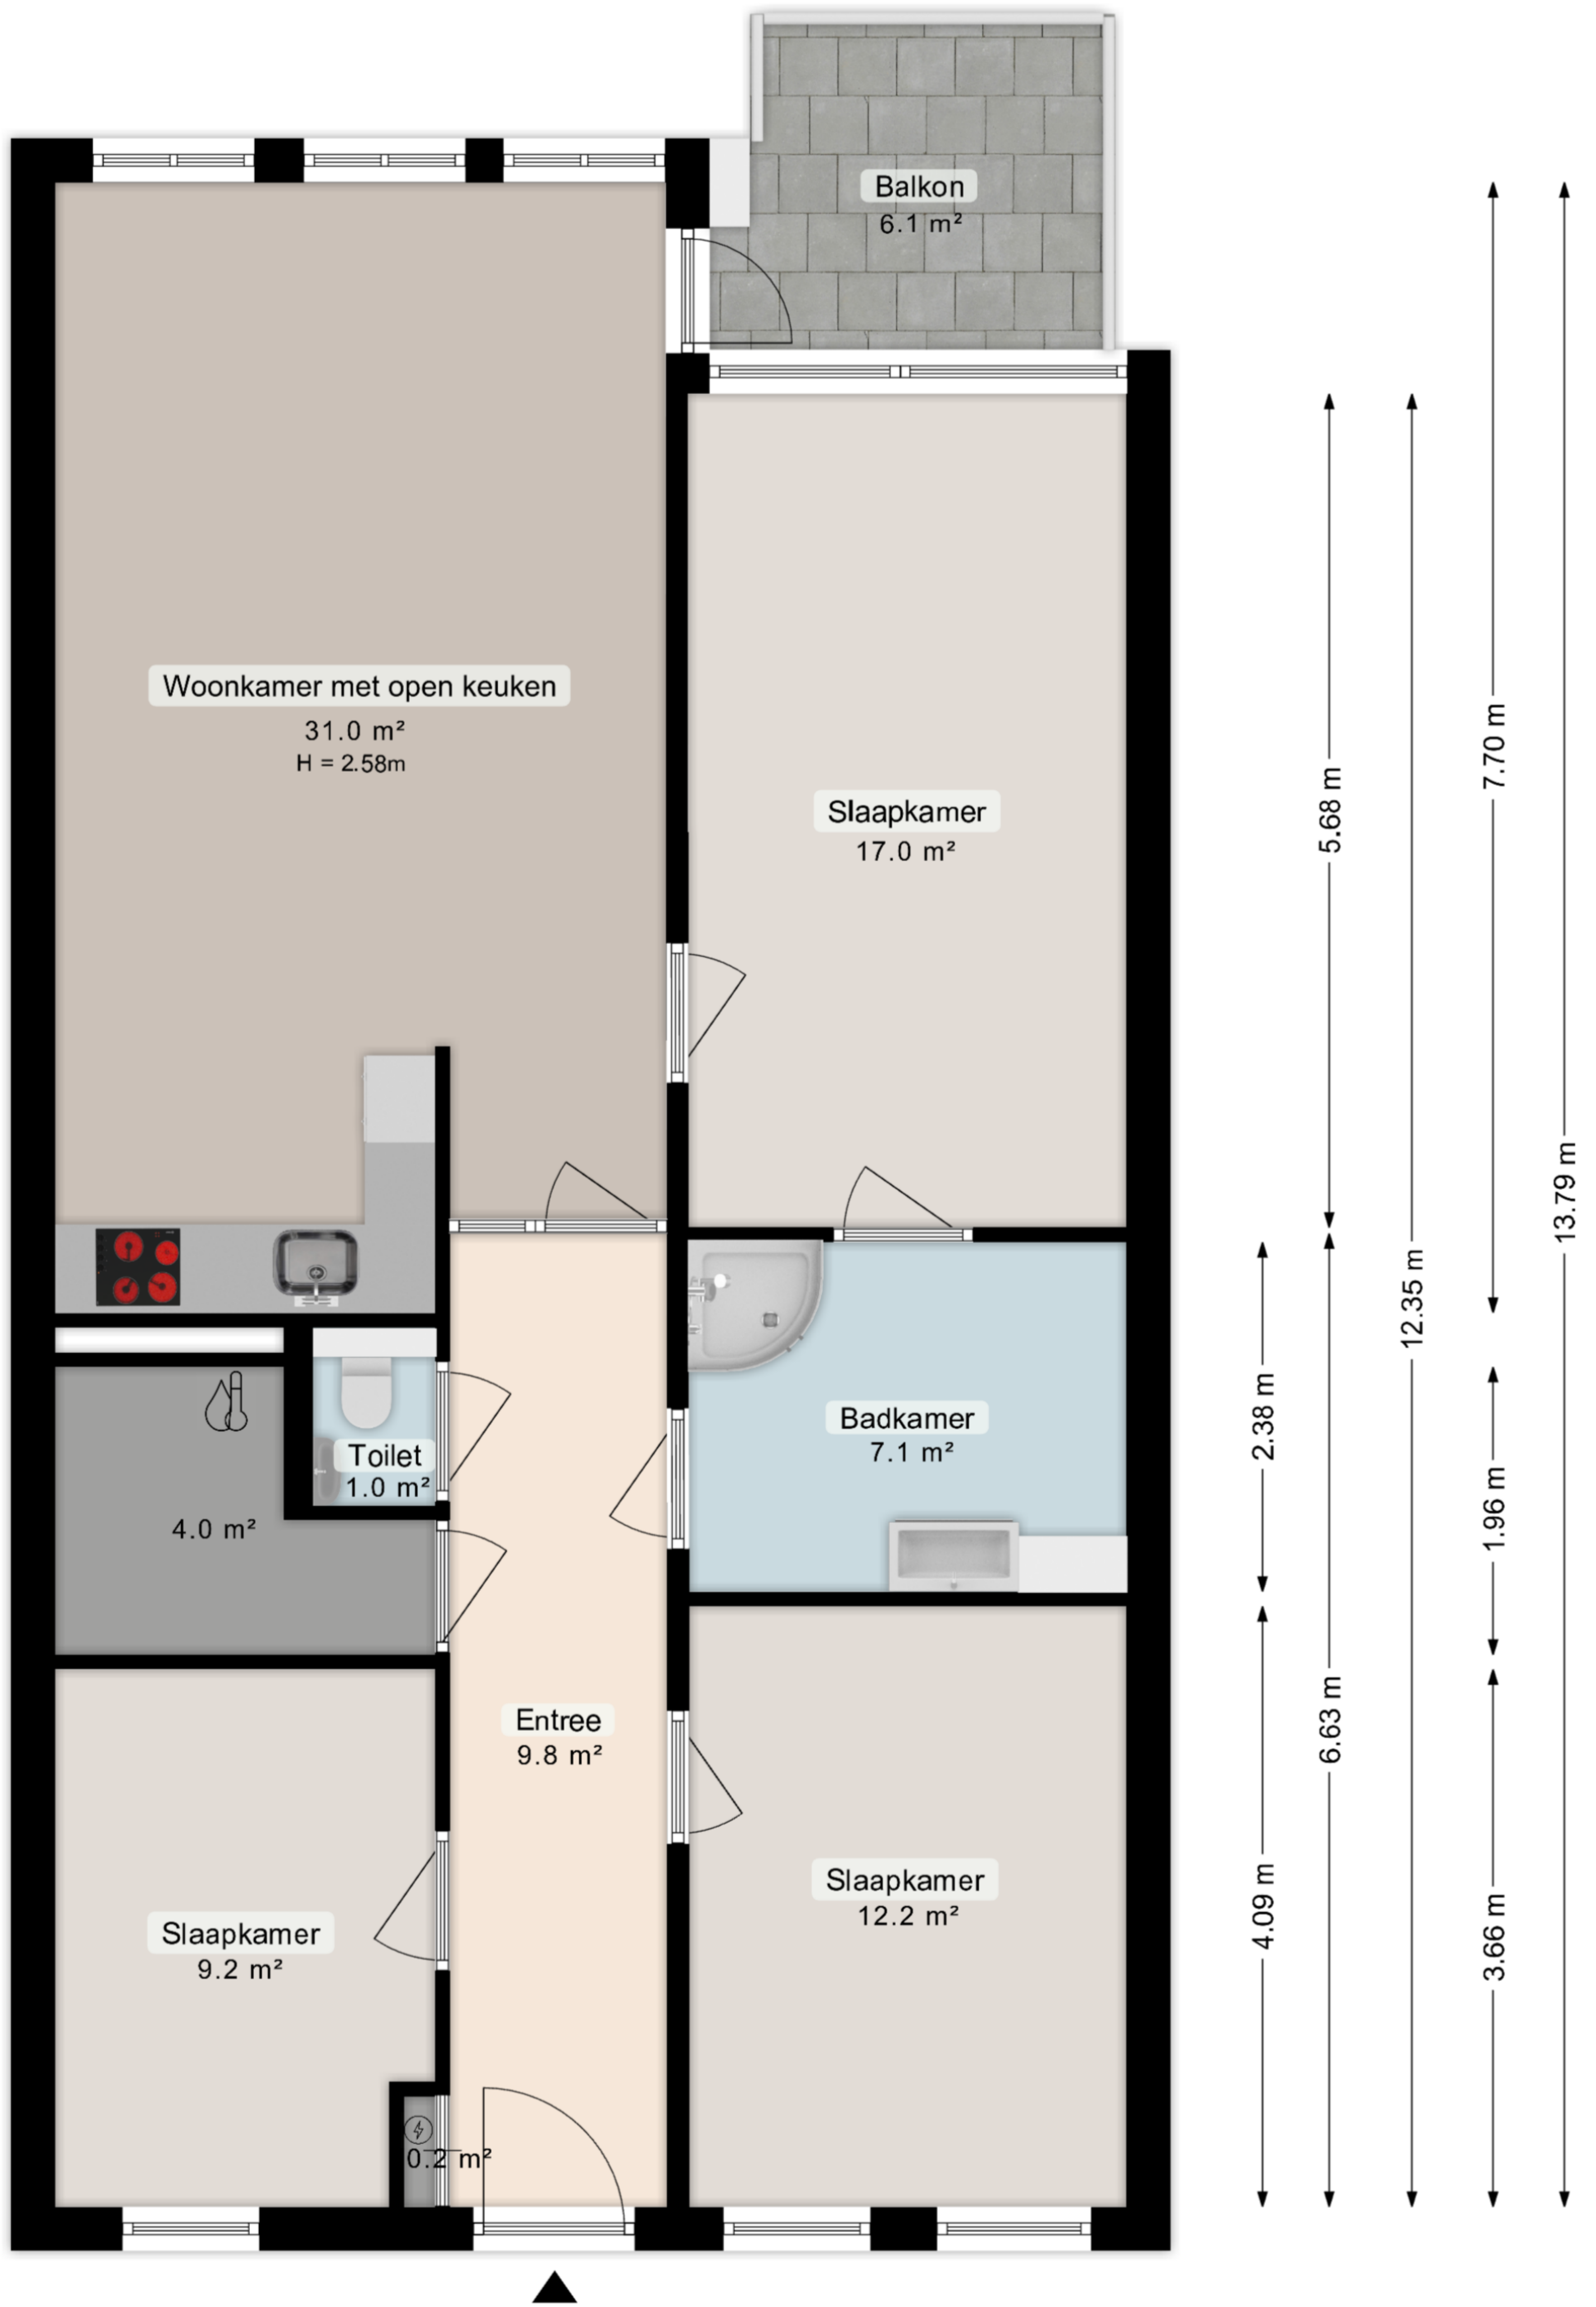 Balkon
6.1 m²
Woonkamer met open keuken
31.0 m²
H = 2.58m
Slaapkamer
17.0 m²
Badkamer
7.1 m²
Toilet
1.0 m²
4.0 m²
Entree
9.8 m²
Slaapkamer
12.2 m²
Slaapkamer
9.2 m²
0.2 m²
5.68 m
7.70 m
13.79 m
12.35 m
2.38 m
1.96 m
6.63 m
4.09 m
3.66 m